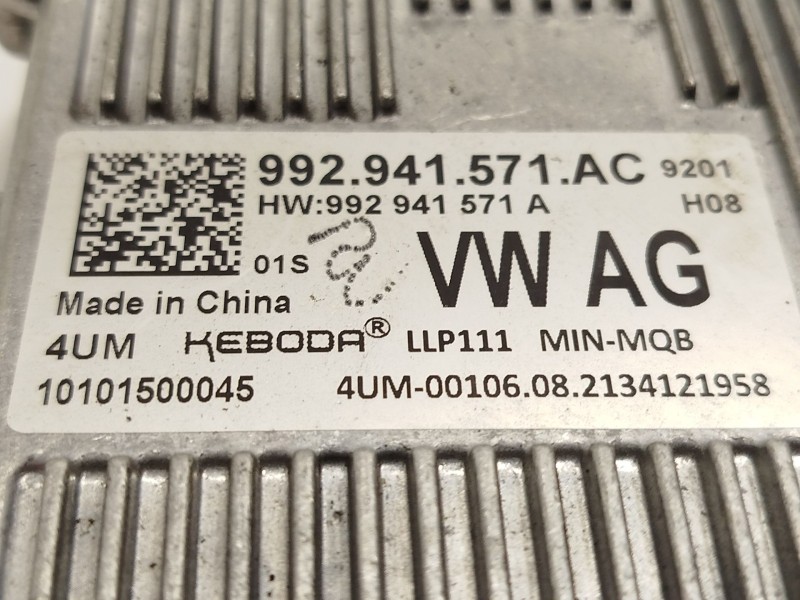 992.941.571.AC 9201
HW:992 941 571 A H08
01S VW AG
Made in China
4UM KEBODA® LLP111 MIN-MQB
10101500045 4UM-00106.08.2134121958